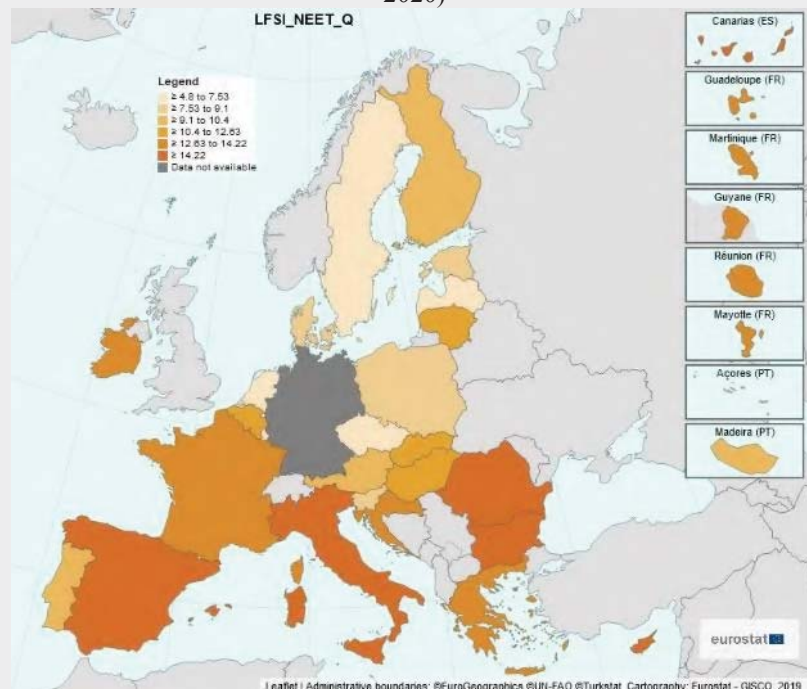 2020)
LFSI_NEET_Q
Legend
≥ 4.8 to 7.53
≥ 7.53 to 9.1
≥ 9.1 to 10.4
≥ 10.4 to 12.63
≥ 12.63 to 14.22
≥ 14.22
Data not available
Canarias (ES)
Guadeloupe (FR)
Martinique (FR)
Guyane (FR)
Réunion (FR)
Mayotte (FR)
Açores (PT)
Madeira (PT)
eurostat
Leaflet | Administrative boundaries: ©EuroGeographics ©UN-FAO ©Turkstat, Cartography: Eurostat - GISCO, 2019